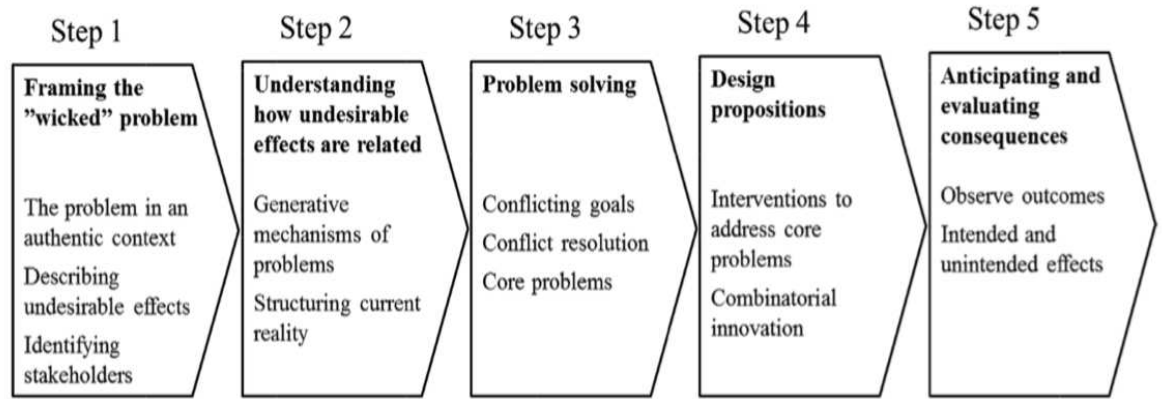 Step 1
Framing the
”wicked” problem
The problem in an
authentic context
Describing
undesirable effects
Identifying
stakeholders
Step 2
Understanding
how undesirable
effects are related
Generative
mechanisms of
problems
Structuring current
reality
Step 3
Problem solving
Conflicting goals
Conflict resolution
Core problems
Step 4
Design
propositions
Interventions to
address core
problems
Combinatorial
innovation
Step 5
Anticipating and
evaluating
consequences
Observe outcomes
Intended and
unintended effects